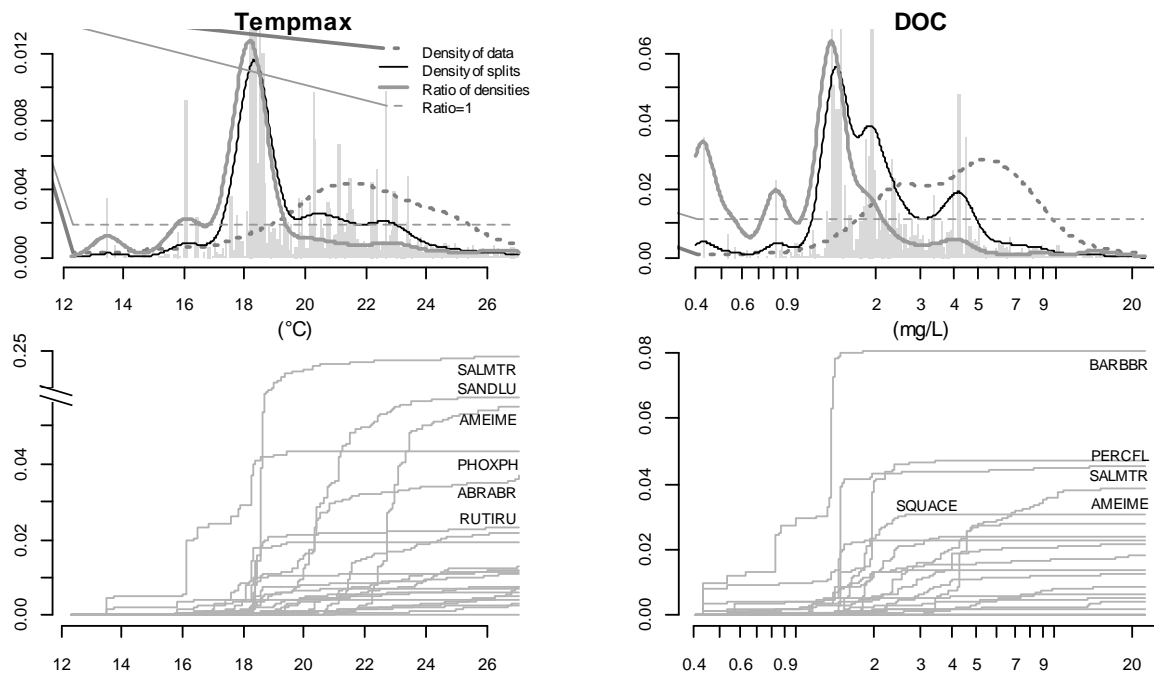 Tempmax
DOC
Density of data
Density of splits
Ratio of densities
Ratio=1
0.000 0.004 0.008 0.012
12 14 16 18 20 22 24 26
(°C)
0.00 0.02 0.04 0.06
0.4 0.6 0.9 2 3 4 5 7 9 20
(mg/L)
0.00 0.04 0.25
SALMTR
SANDLU
AMEIME
PHOXPH
ABRABR
RUTIRU
12 14 16 18 20 22 24 26
0.00 0.02 0.04 0.06 0.08
BARBBR
PERCFL
SALMTR
SQUACE
AMEIME
0.4 0.6 0.9 2 3 4 5 7 9 20